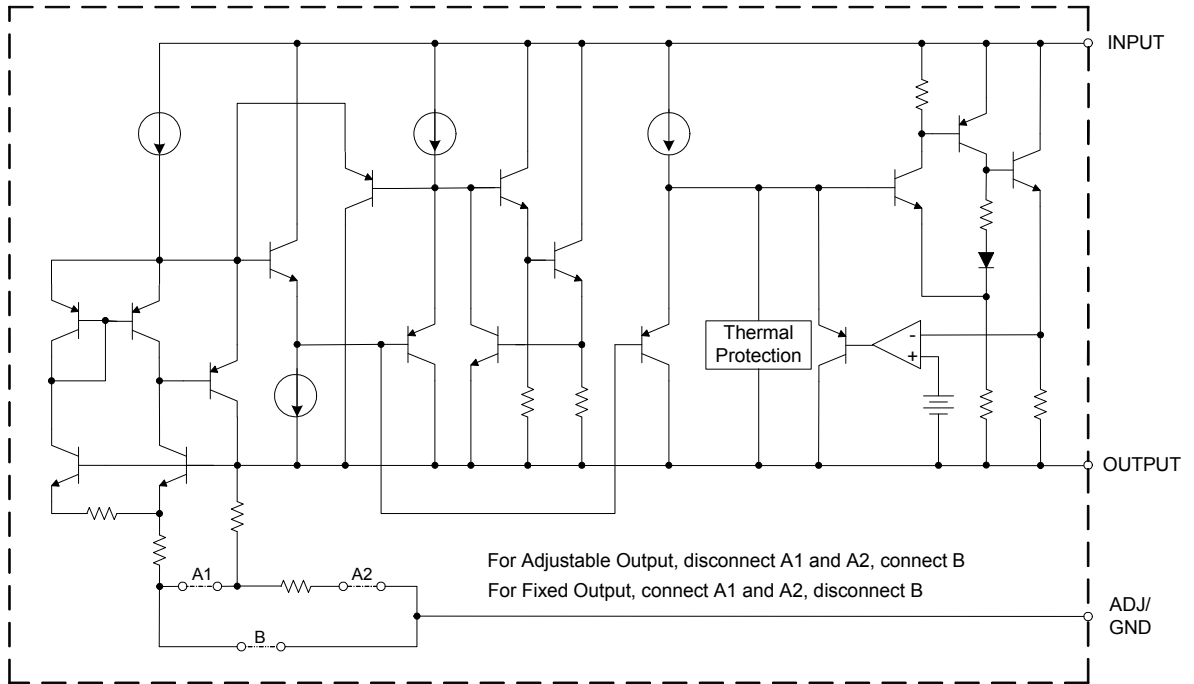 INPUT
Thermal
Protection
-
+
OUTPUT
A1
A2
B
For Adjustable Output, disconnect A1 and A2, connect B
For Fixed Output, connect A1 and A2, disconnect B
ADJ/
GND